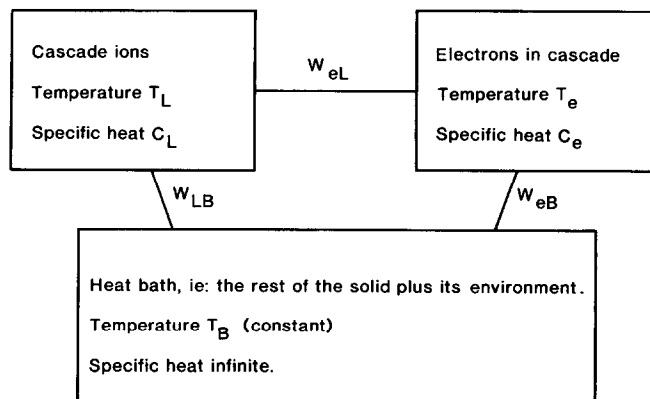 Cascade ions
Temperature T_L
Specific heat C_L
W_eL
Electrons in cascade
Temperature T_e
Specific heat C_e
W_LB
W_eB
Heat bath, ie: the rest of the solid plus its environment.
Temperature T_B (constant)
Specific heat infinite.